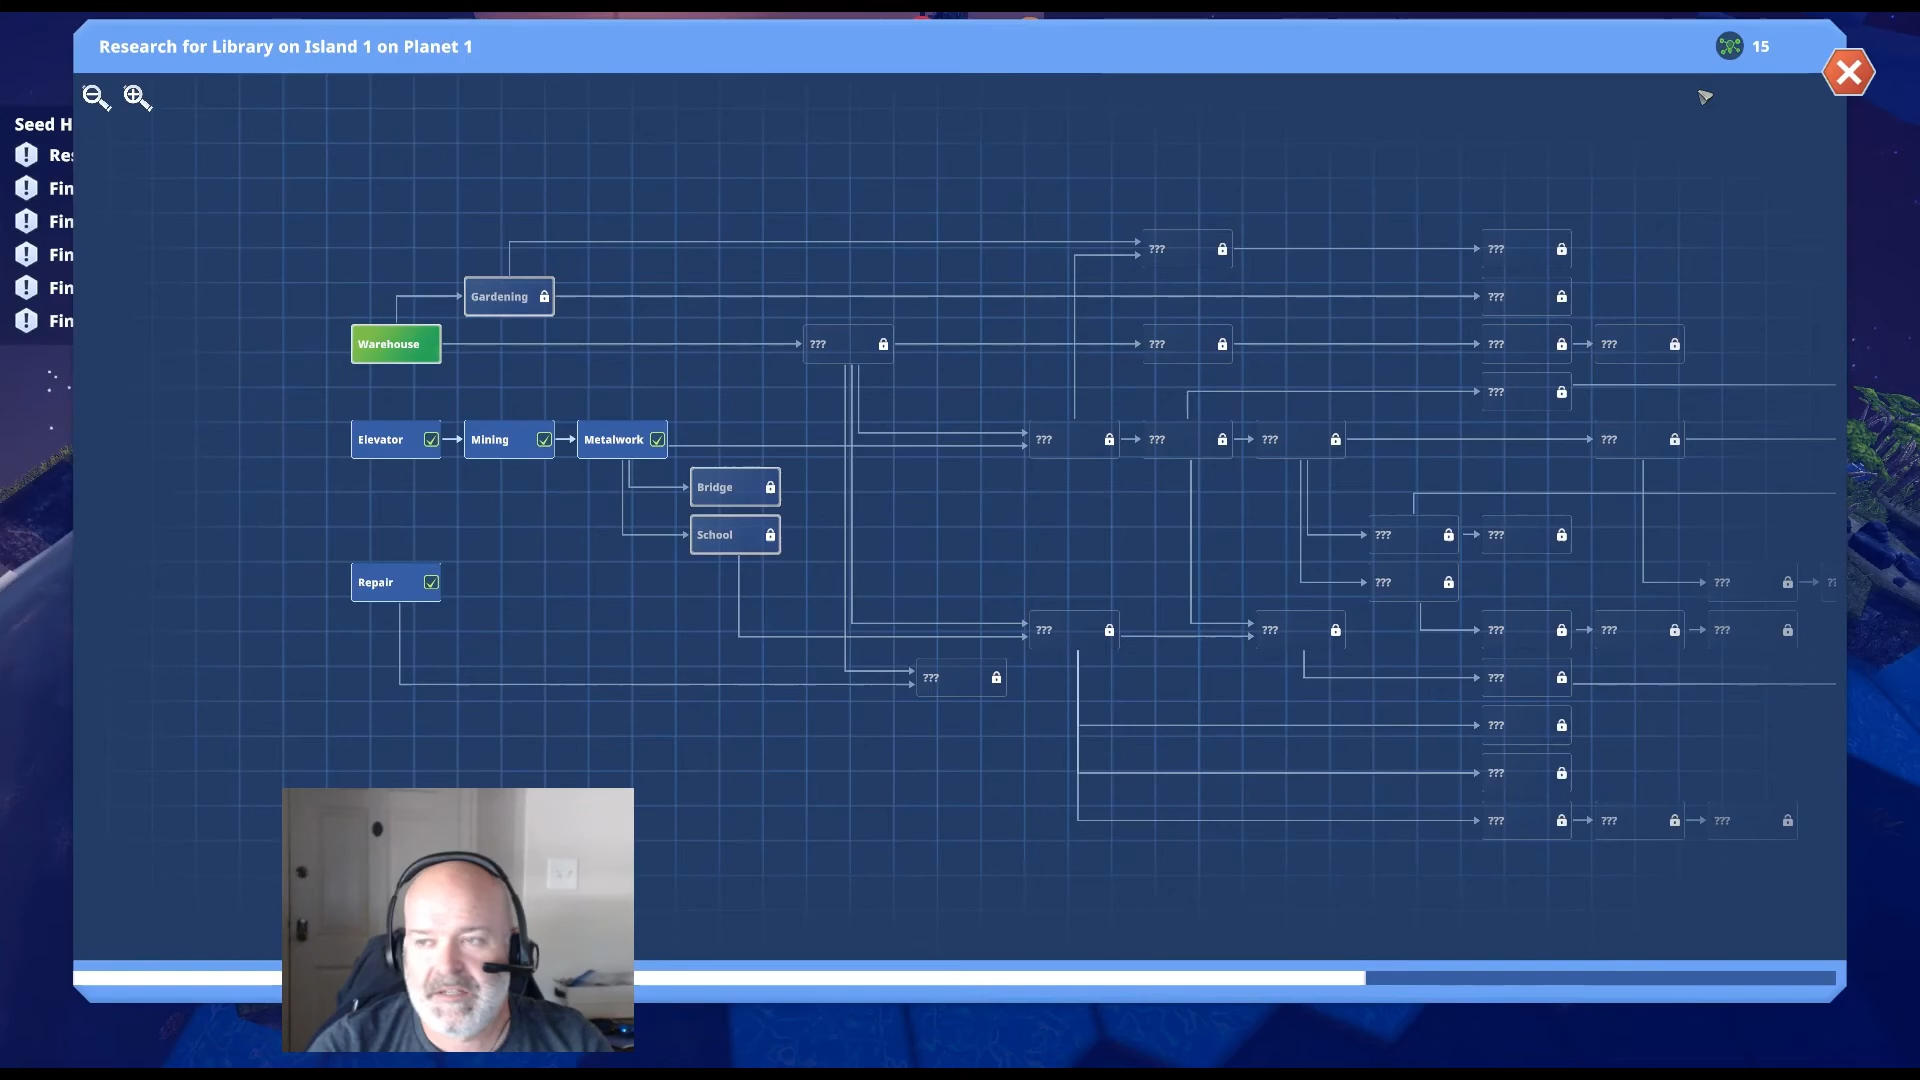 Research for Library on Island 1 on Planet 1
15
Seed H
Res
Fin
Fin
Fin
Fin
Fin
??? ???
Gardening ???
Warehouse ??? ??? ??? ???
???
Elevator Mining Metalwork ??? ??? ??? ???
Bridge
School ??? ???
Repair ??? ??? ??
??? ??? ??? ??? ???
??? ???
???
???
??? ??? ???